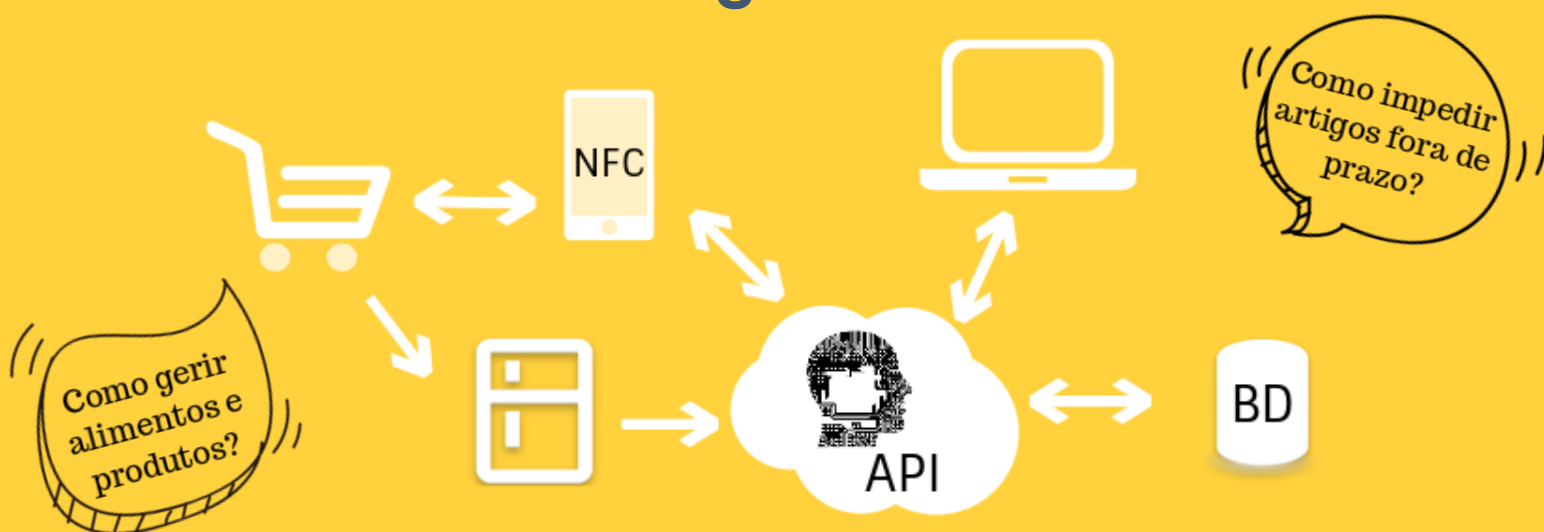 NFC
Como impedir
artigos fora de
prazo?
Como gerir
alimentos e
produtos?
API
BD